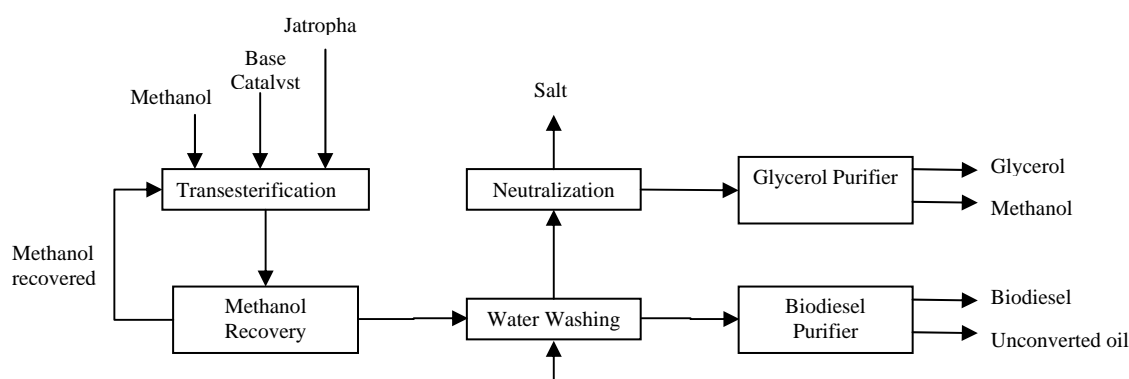 Jatropha
Base
Catalvst
Methanol
Salt
Transesterification
Neutralization
Glycerol Purifier
Glycerol
Methanol
Methanol
recovered
Methanol
Recovery
Water Washing
Biodiesel
Purifier
Biodiesel
Unconverted oil